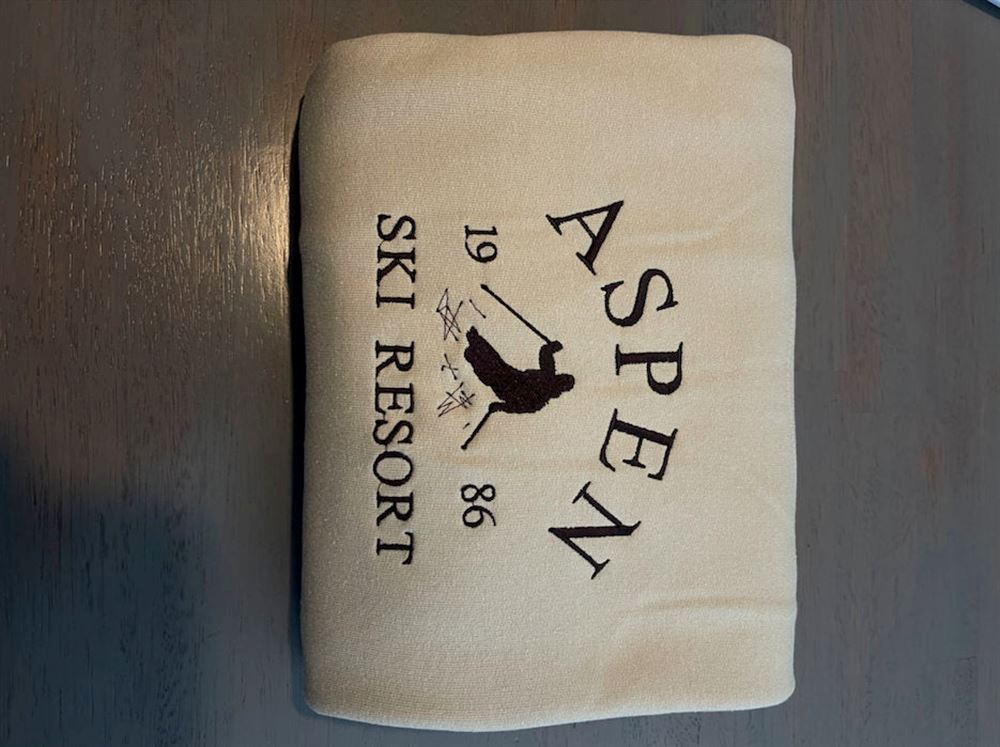 ASPEN
19 86
SKI RESORT